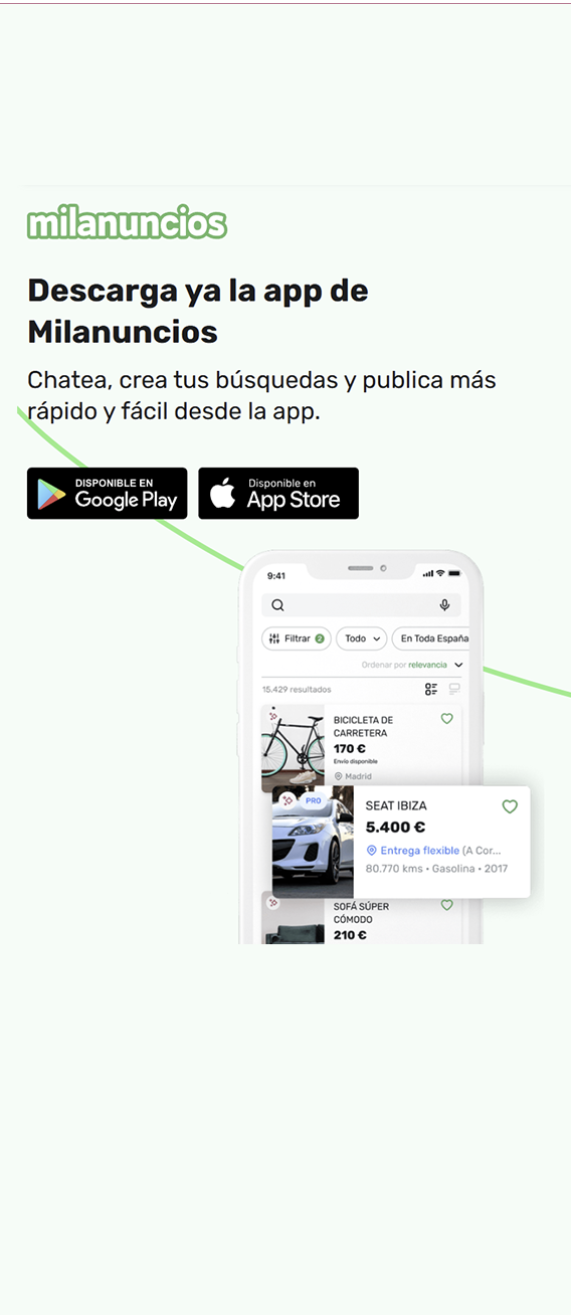 milanuncios
Descarga ya la app de
Milanuncios
Chatea, crea tus búsquedas y publica más
rápido y fácil desde la app.
DISPONIBLE EN
Google Play
Disponible en
App Store
9:41
Filtrar 2
Todo
En Toda España
Ordenar por relevancia
15.429 resultados
BICICLETA DE
CARRETERA
170 €
Envío disponible
Madrid
PRO
SEAT IBIZA
5.400 €
Entrega flexible (A Cor...
80.770 kms • Gasolina • 2017
SOFÁ SÚPER
CÓMODO
210 €